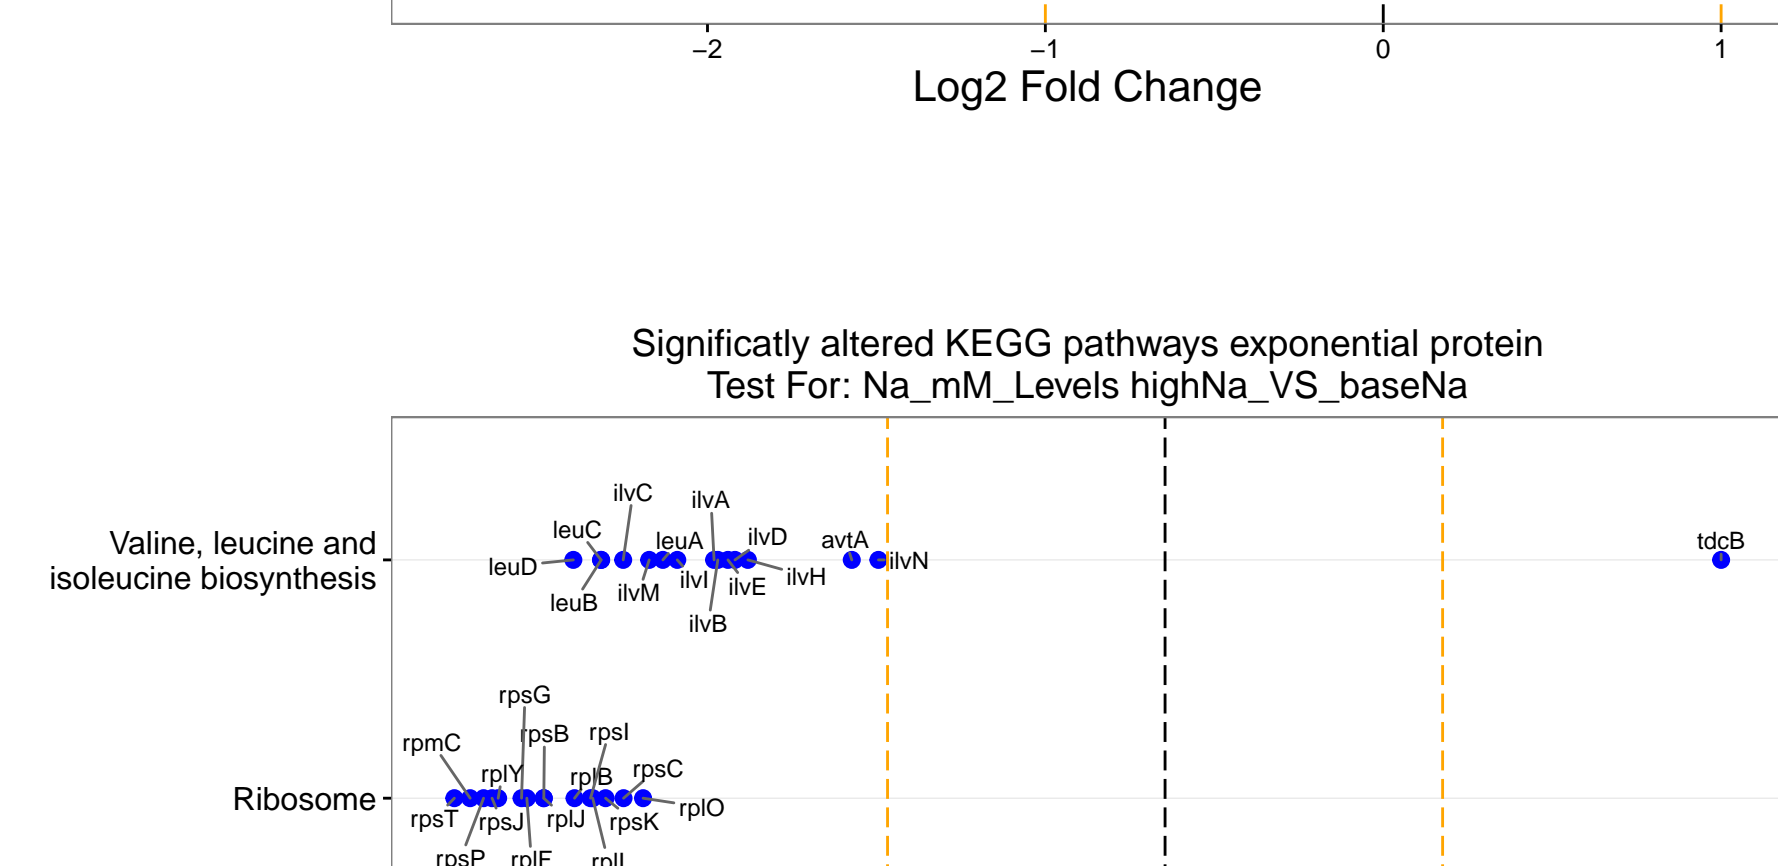 −2 −1 0 1
Log2 Fold Change
Significatly altered KEGG pathways exponential protein
Test For: Na_mM_Levels highNa_VS_baseNa
ilvC ilvA
leuC leuA ilvD avtA tdcB
Valine, leucine and
isoleucine biosynthesis
leuD ilvM ilvI ilvE ilvH ilvN
leuB ilvB
rpsG
rpmC rpsB rpsI
rplY rplB rpsC
Ribosome
rpsT rpsJ rplJ rpsK rplO
rpsP